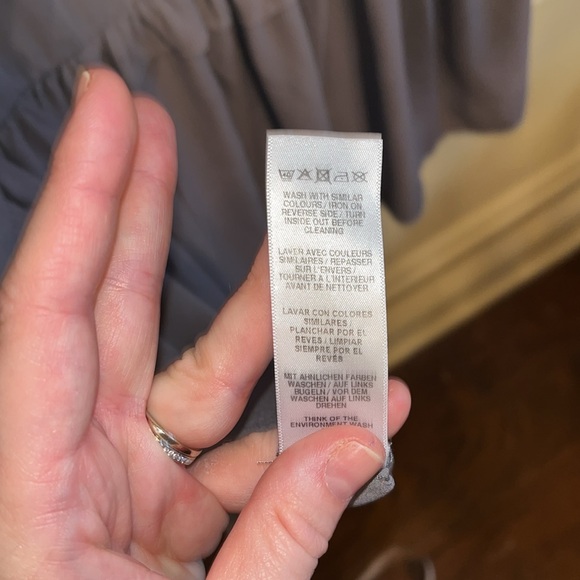 WASH WITH SIMILAR
COLOURS / IRON ON
REVERSE SIDE / TURN
INSIDE OUT BEFORE
CLEANING
LAVER AVEC COULEURS
SIMILAIRES / REPASSER
SUR L'ENVERS /
TOURNER A L'INTERIEUR
AVANT DE NETTOYER
LAVAR CON COLORES
SIMILARES /
PLANCHAR POR EL
REVES / LIMPIAR
SIEMPRE POR EL
REVES
MIT AHNLICHEN FARBEN
WASCHEN / AUF LINKS
BUGELN / VOR DEM
WASCHEN AUF LINKS
DREHEN
THINK OF THE
ENVIRONMENT WASH